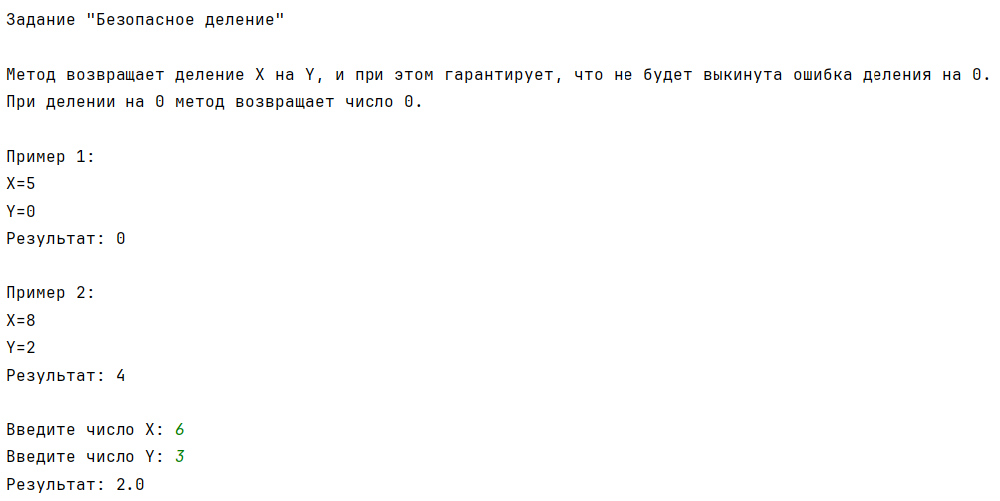 Задание "Безопасное деление"
Метод возвращает деление X на Y, и при этом гарантирует, что не будет выкинута ошибка деления на 0.
При делении на 0 метод возвращает число 0.
Пример 1:
X=5
Y=0
Результат: 0
Пример 2:
X=8
Y=2
Результат: 4
Введите число X: 6
Введите число Y: 3
Результат: 2.0